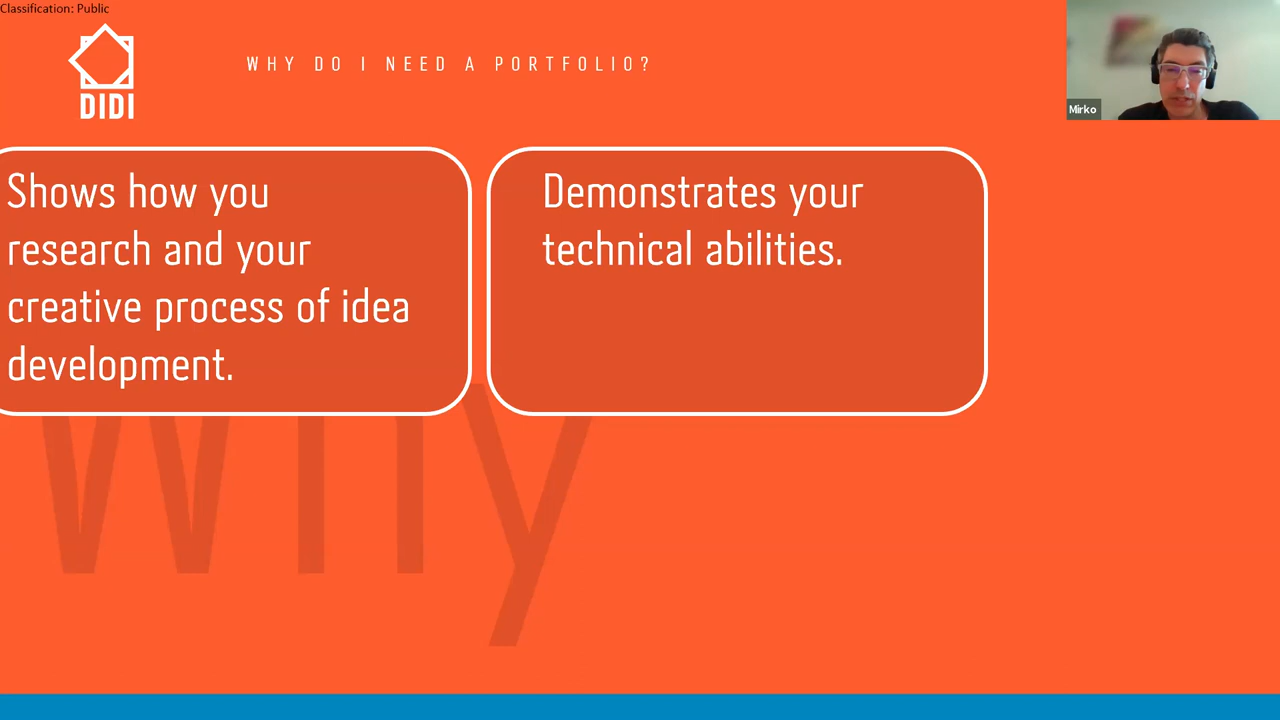 Classification: Public
DIDI
WHY DO I NEED A PORTFOLIO?
Mirko
Shows how you
research and your
creative process of idea
development.
Demonstrates your
technical abilities.
Why